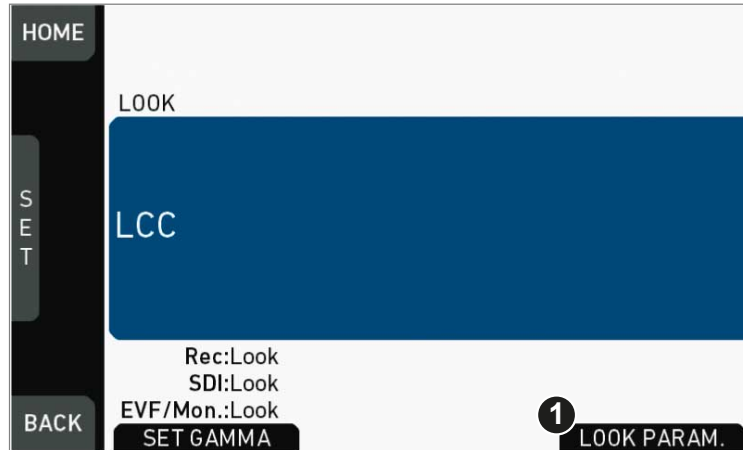 HOME
LOOK
S
E
T
LCC
Rec:Look
SDI:Look
EVF/Mon.:Look
BACK
SET GAMMA
1
LOOK PARAM.